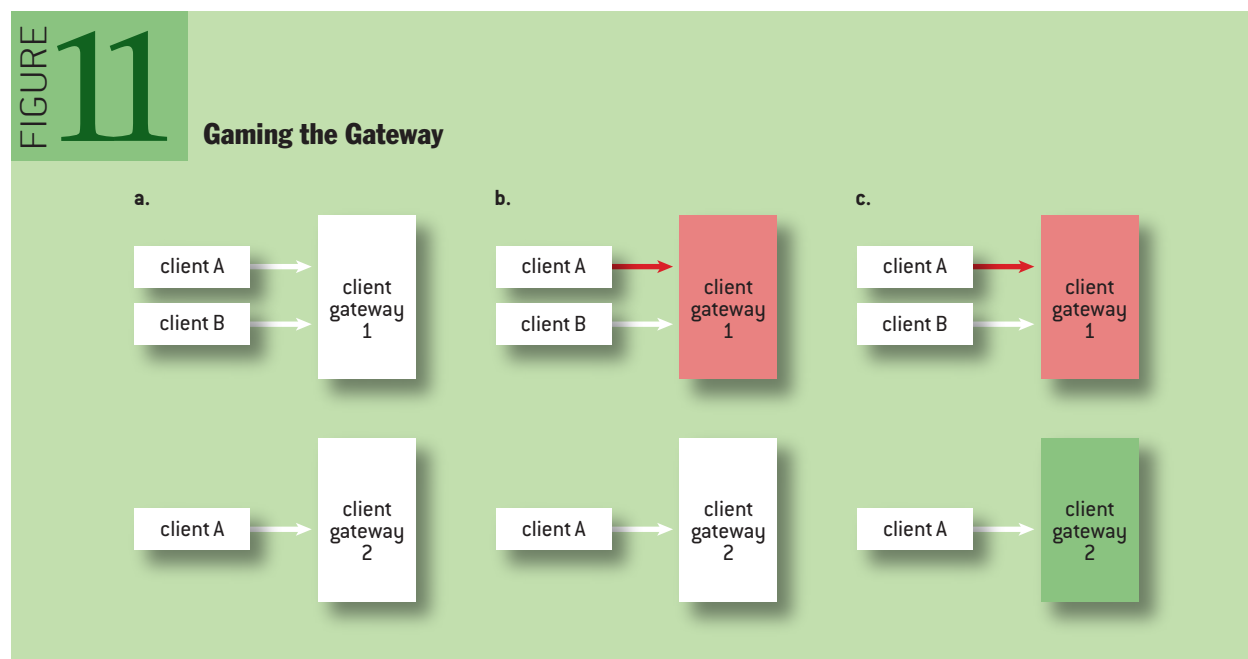 FIGURE 11
Gaming the Gateway
a.
client A
client B
client
gateway
1
client A
client
gateway
2
b.
client A
client B
client
gateway
1
client A
client
gateway
2
c.
client A
client B
client
gateway
1
client A
client
gateway
2